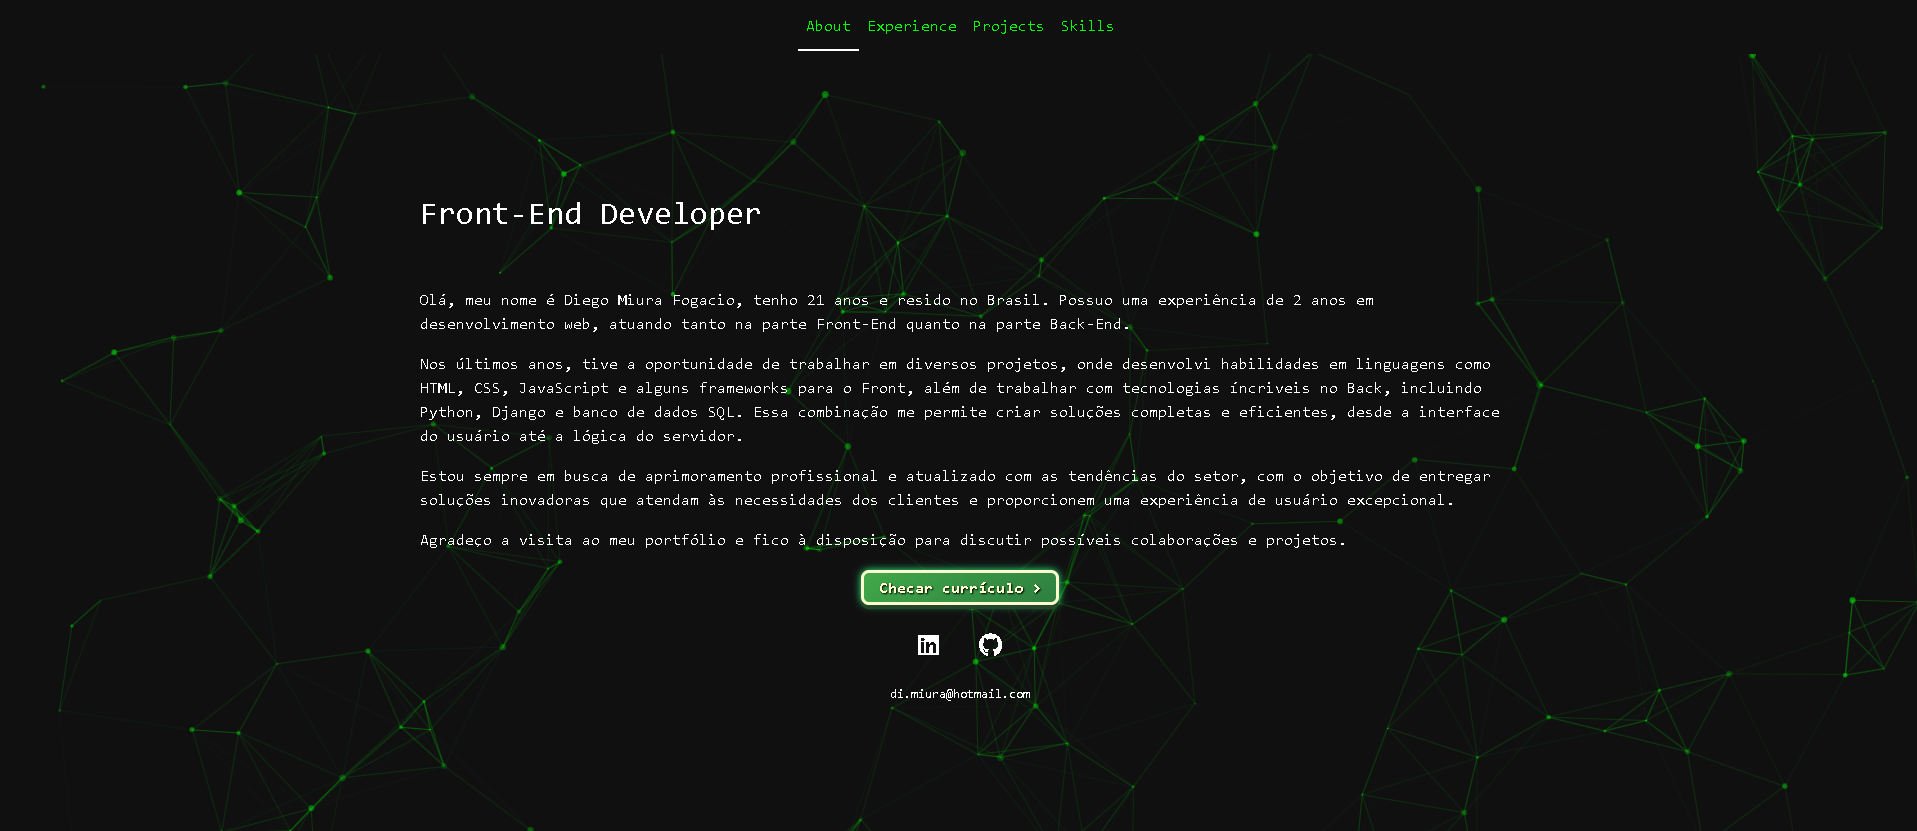 About Experience Projects Skills
Front-End Developer
Olá, meu nome é Diego Miura Fogacio, tenho 21 anos e resido no Brasil. Possuo uma experiência de 2 anos em
desenvolvimento web, atuando tanto na parte Front-End quanto na parte Back-End.
Nos últimos anos, tive a oportunidade de trabalhar em diversos projetos, onde desenvolvi habilidades em linguagens como
HTML, CSS, JavaScript e alguns frameworks para o Front, além de trabalhar com tecnologias íncriveis no Back, incluindo
Python, Django e banco de dados SQL. Essa combinação me permite criar soluções completas e eficientes, desde a interface
do usuário até a lógica do servidor.
Estou sempre em busca de aprimoramento profissional e atualizado com as tendências do setor, com o objetivo de entregar
soluções inovadoras que atendam às necessidades dos clientes e proporcionem uma experiência de usuário excepcional.
Agradeço a visita ao meu portfólio e fico à disposição para discutir possíveis colaborações e projetos.
Checar currículo >
in
di.miura@hotmail.com